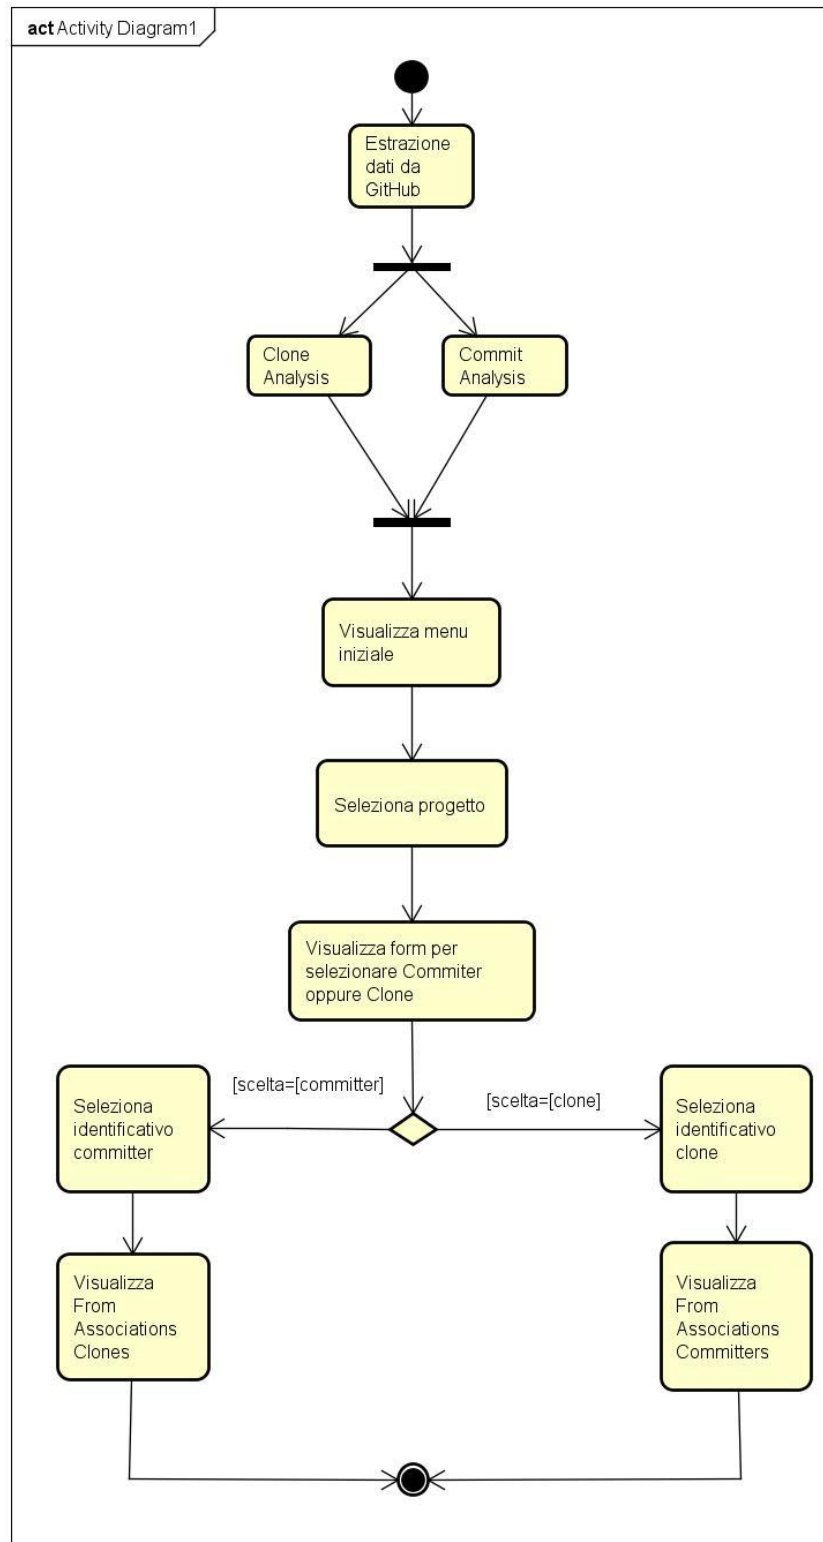 act Activity Diagram1
Estrazione
dati da
GitHub
Clone
Analysis
Commit
Analysis
Visualizza menu
iniziale
Seleziona progetto
Visualizza form per
selezionare Commiter
oppure Clone
[scelta=[committer]
[scelta=[clone]
Seleziona
identificativo
committer
Seleziona
identificativo
clone
Visualizza
From
Associations
Clones
Visualizza
From
Associations
Committers